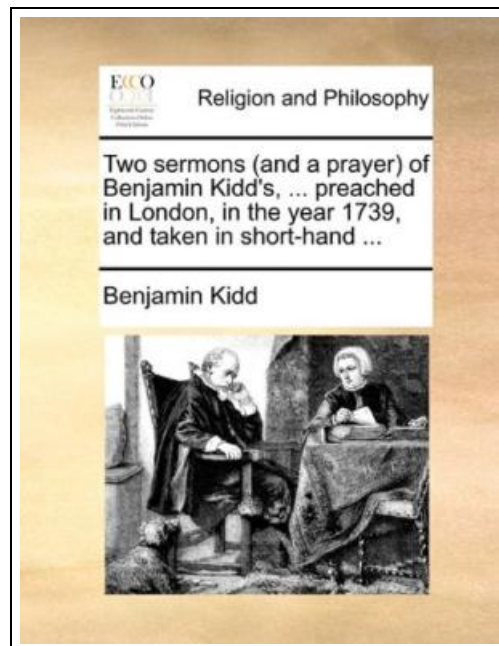 ECCO
Religion and Philosophy
Two sermons (and a prayer) of
Benjamin Kidd's, ... preached
in London, in the year 1739,
and taken in short-hand ...
Benjamin Kidd